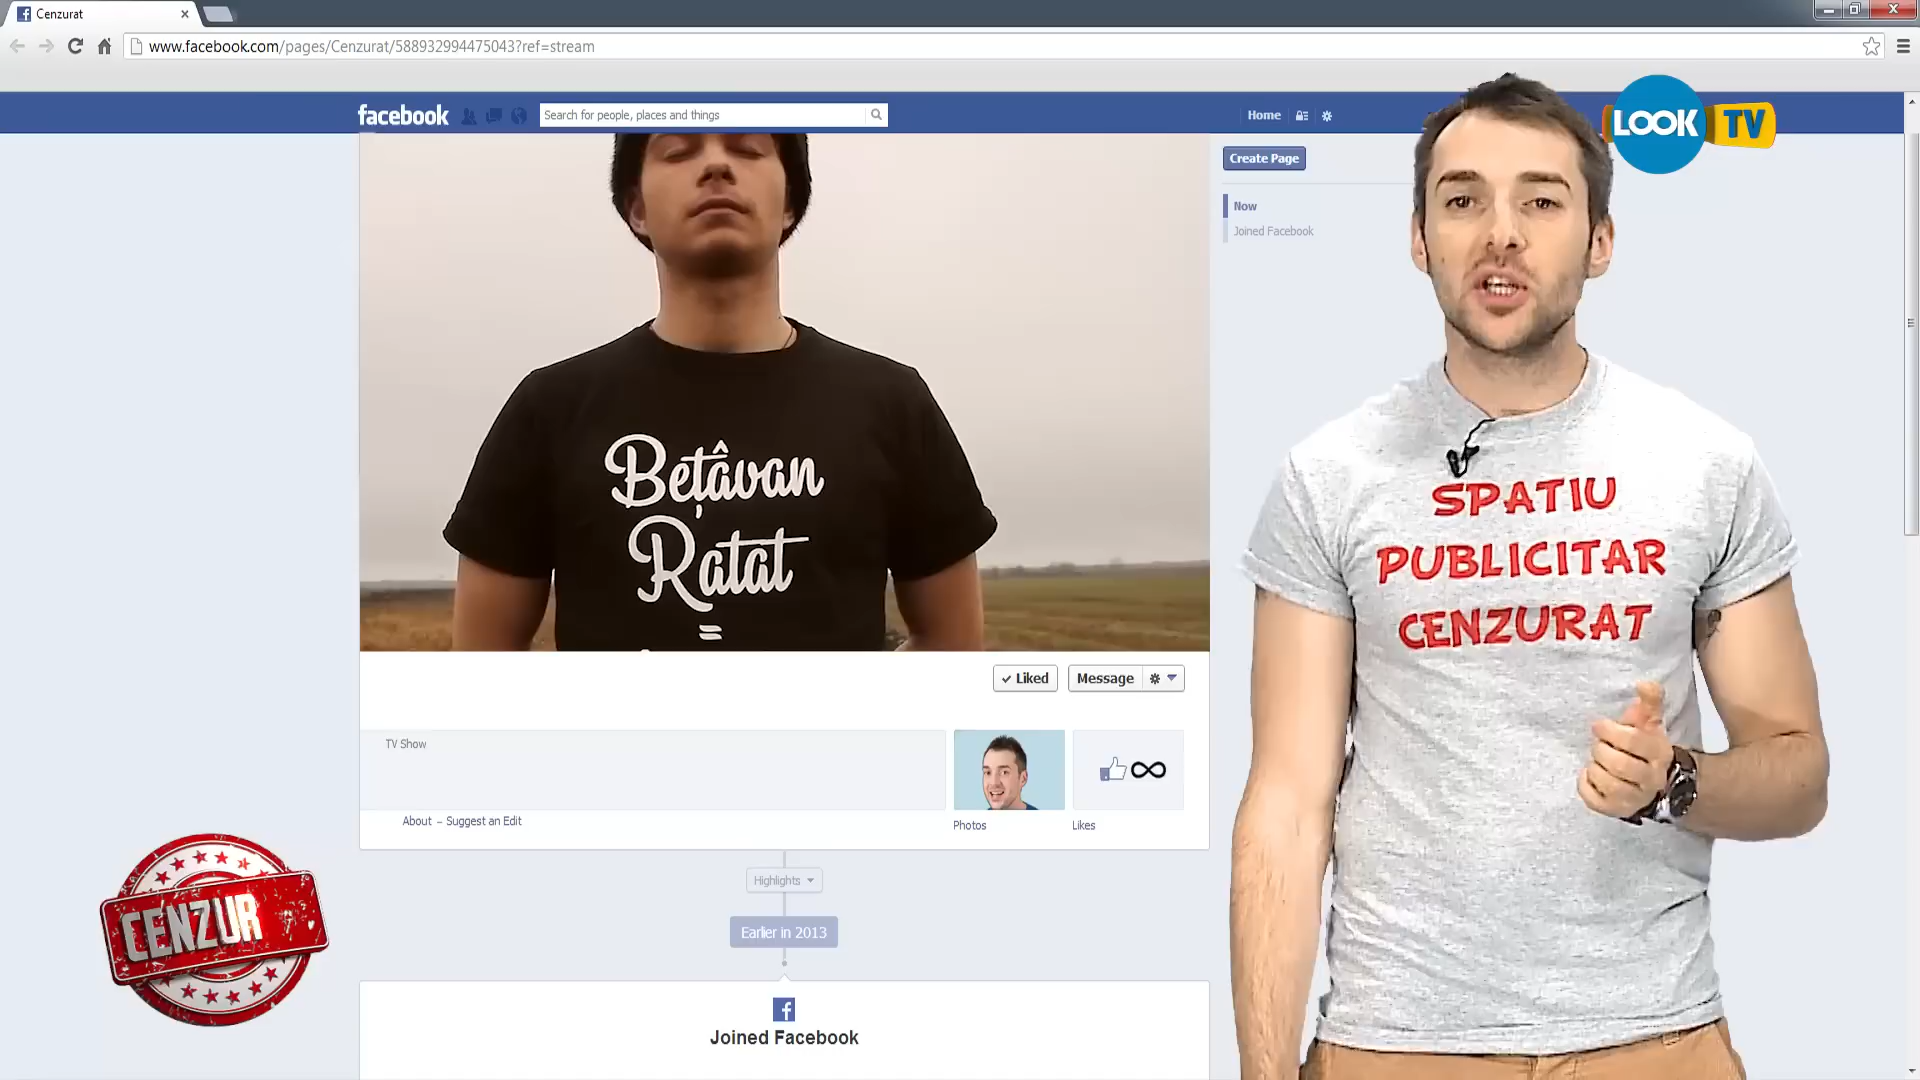 Cenzurat
www.facebook.com/pages/Cenzurat/588932994475043?ref=stream
facebook
Search for people, places and things
Home
LOOK TV
Create Page
Now
Joined Facebook
Bețâvan
Ratat
=
SPATIU
PUBLICITAR
CENZURAT
Liked
Message
TV Show
About – Suggest an Edit
Photos
Likes
Highlights
CENZUR
Earlier in 2013
Joined Facebook